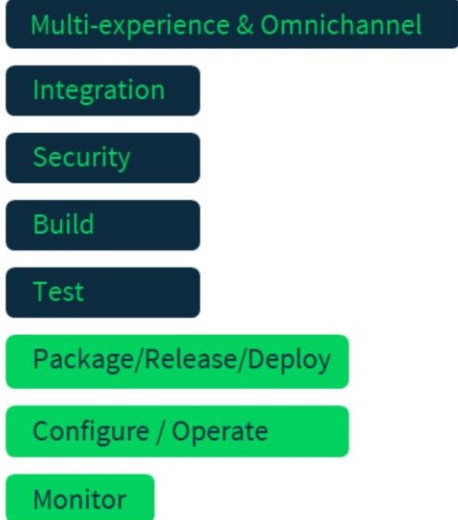 Multi-experience & Omnichannel
Integration
Security
Build
Test
Package/Release/Deploy
Configure / Operate
Monitor